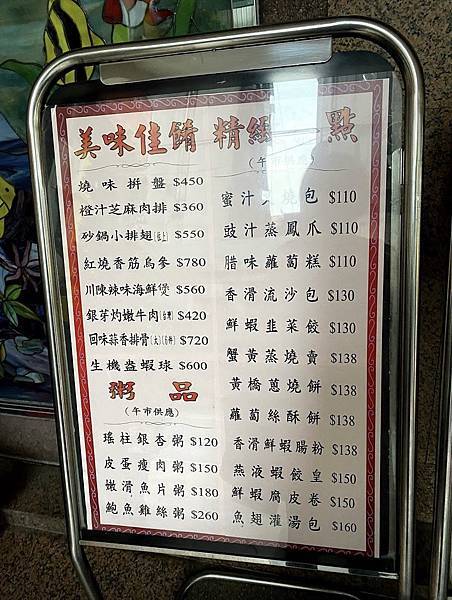 美味佳餚
燒味拼盤 $450
橙汁芝麻肉排 $360
砂鍋小排翅 $550
紅燒香筋烏參 $780
川陳辣味海鮮煲 $560
銀芽灼嫩牛肉 $420
回味蒜香排骨 $720
生機盏蝦球 $600
粥品
(午市供應)
瑤柱銀杏粥 $120
皮蛋瘦肉粥 $150
嫩滑魚片粥 $180
鮑魚雞絲粥 $260
精緻一點
(午 供應)
蜜汁 燒包 $110
豉汁蒸鳳爪 $110
腊味蘿蔔糕 $110
香滑流沙包 $130
鮮蝦韭菜餃 $130
蟹黃蒸燒賣 $138
黃橋蔥燒餅 $138
蘿蔔絲酥餅 $138
香滑鮮蝦腸粉 $138
燕液蝦餃皇 $150
鮮蝦腐皮卷 $150
魚翅灌湯包 $160